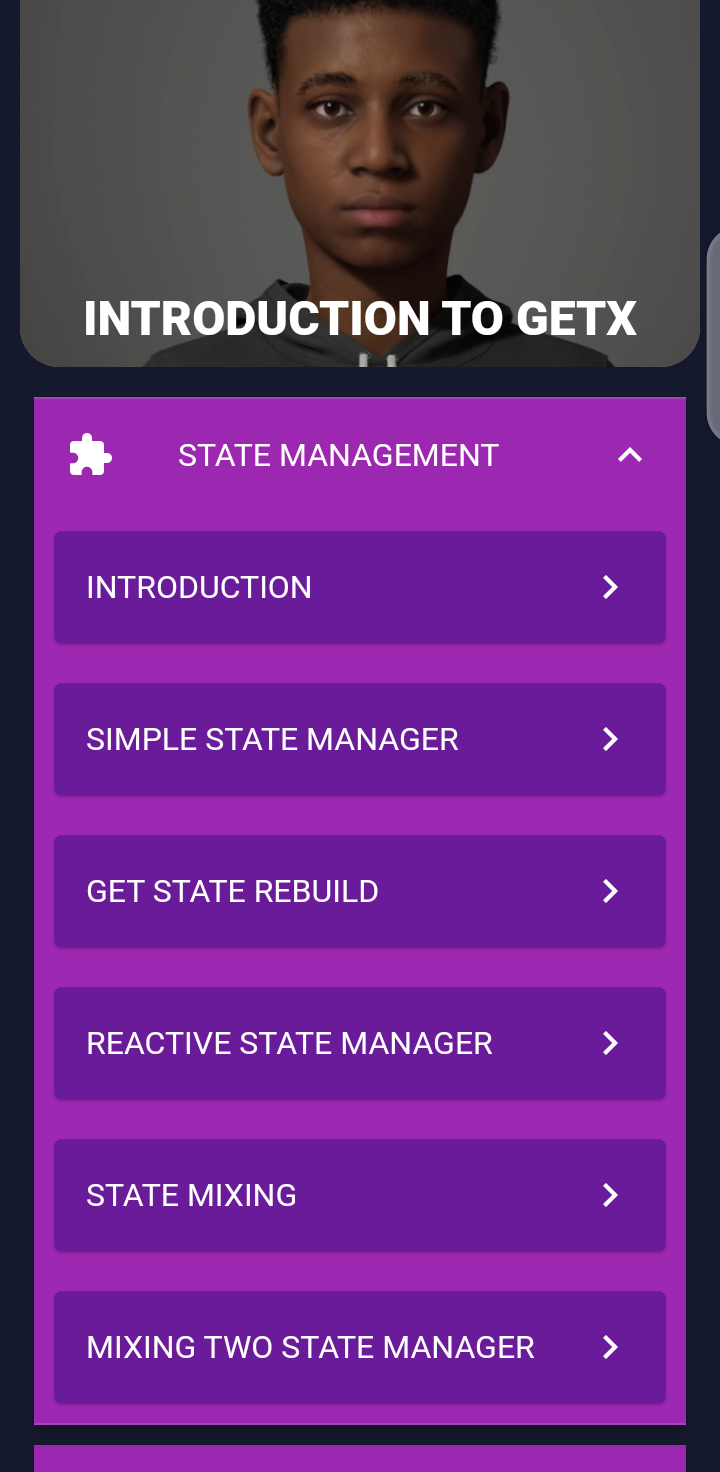 INTRODUCTION TO GETX
STATE MANAGEMENT
INTRODUCTION
SIMPLE STATE MANAGER
GET STATE REBUILD
REACTIVE STATE MANAGER
STATE MIXING
MIXING TWO STATE MANAGER